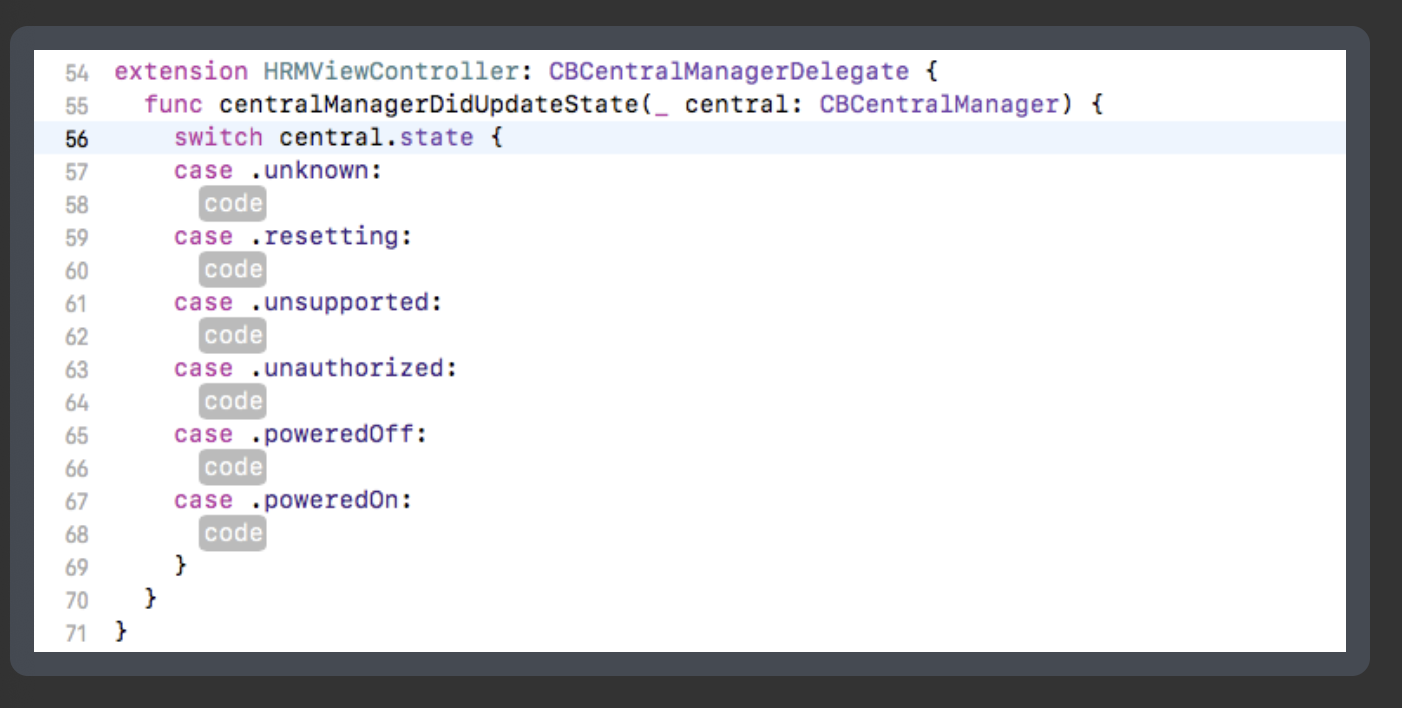 54 extension HRMViewController: CBCentralManagerDelegate {
55 func centralManagerDidUpdateState(_ central: CBCentralManager) {
56 switch central.state {
57 case .unknown:
58 code
59 case .resetting:
60 code
61 case .unsupported:
62 code
63 case .unauthorized:
64 code
65 case .poweredOff:
66 code
67 case .poweredOn:
68 code
69 }
70 }
71 }